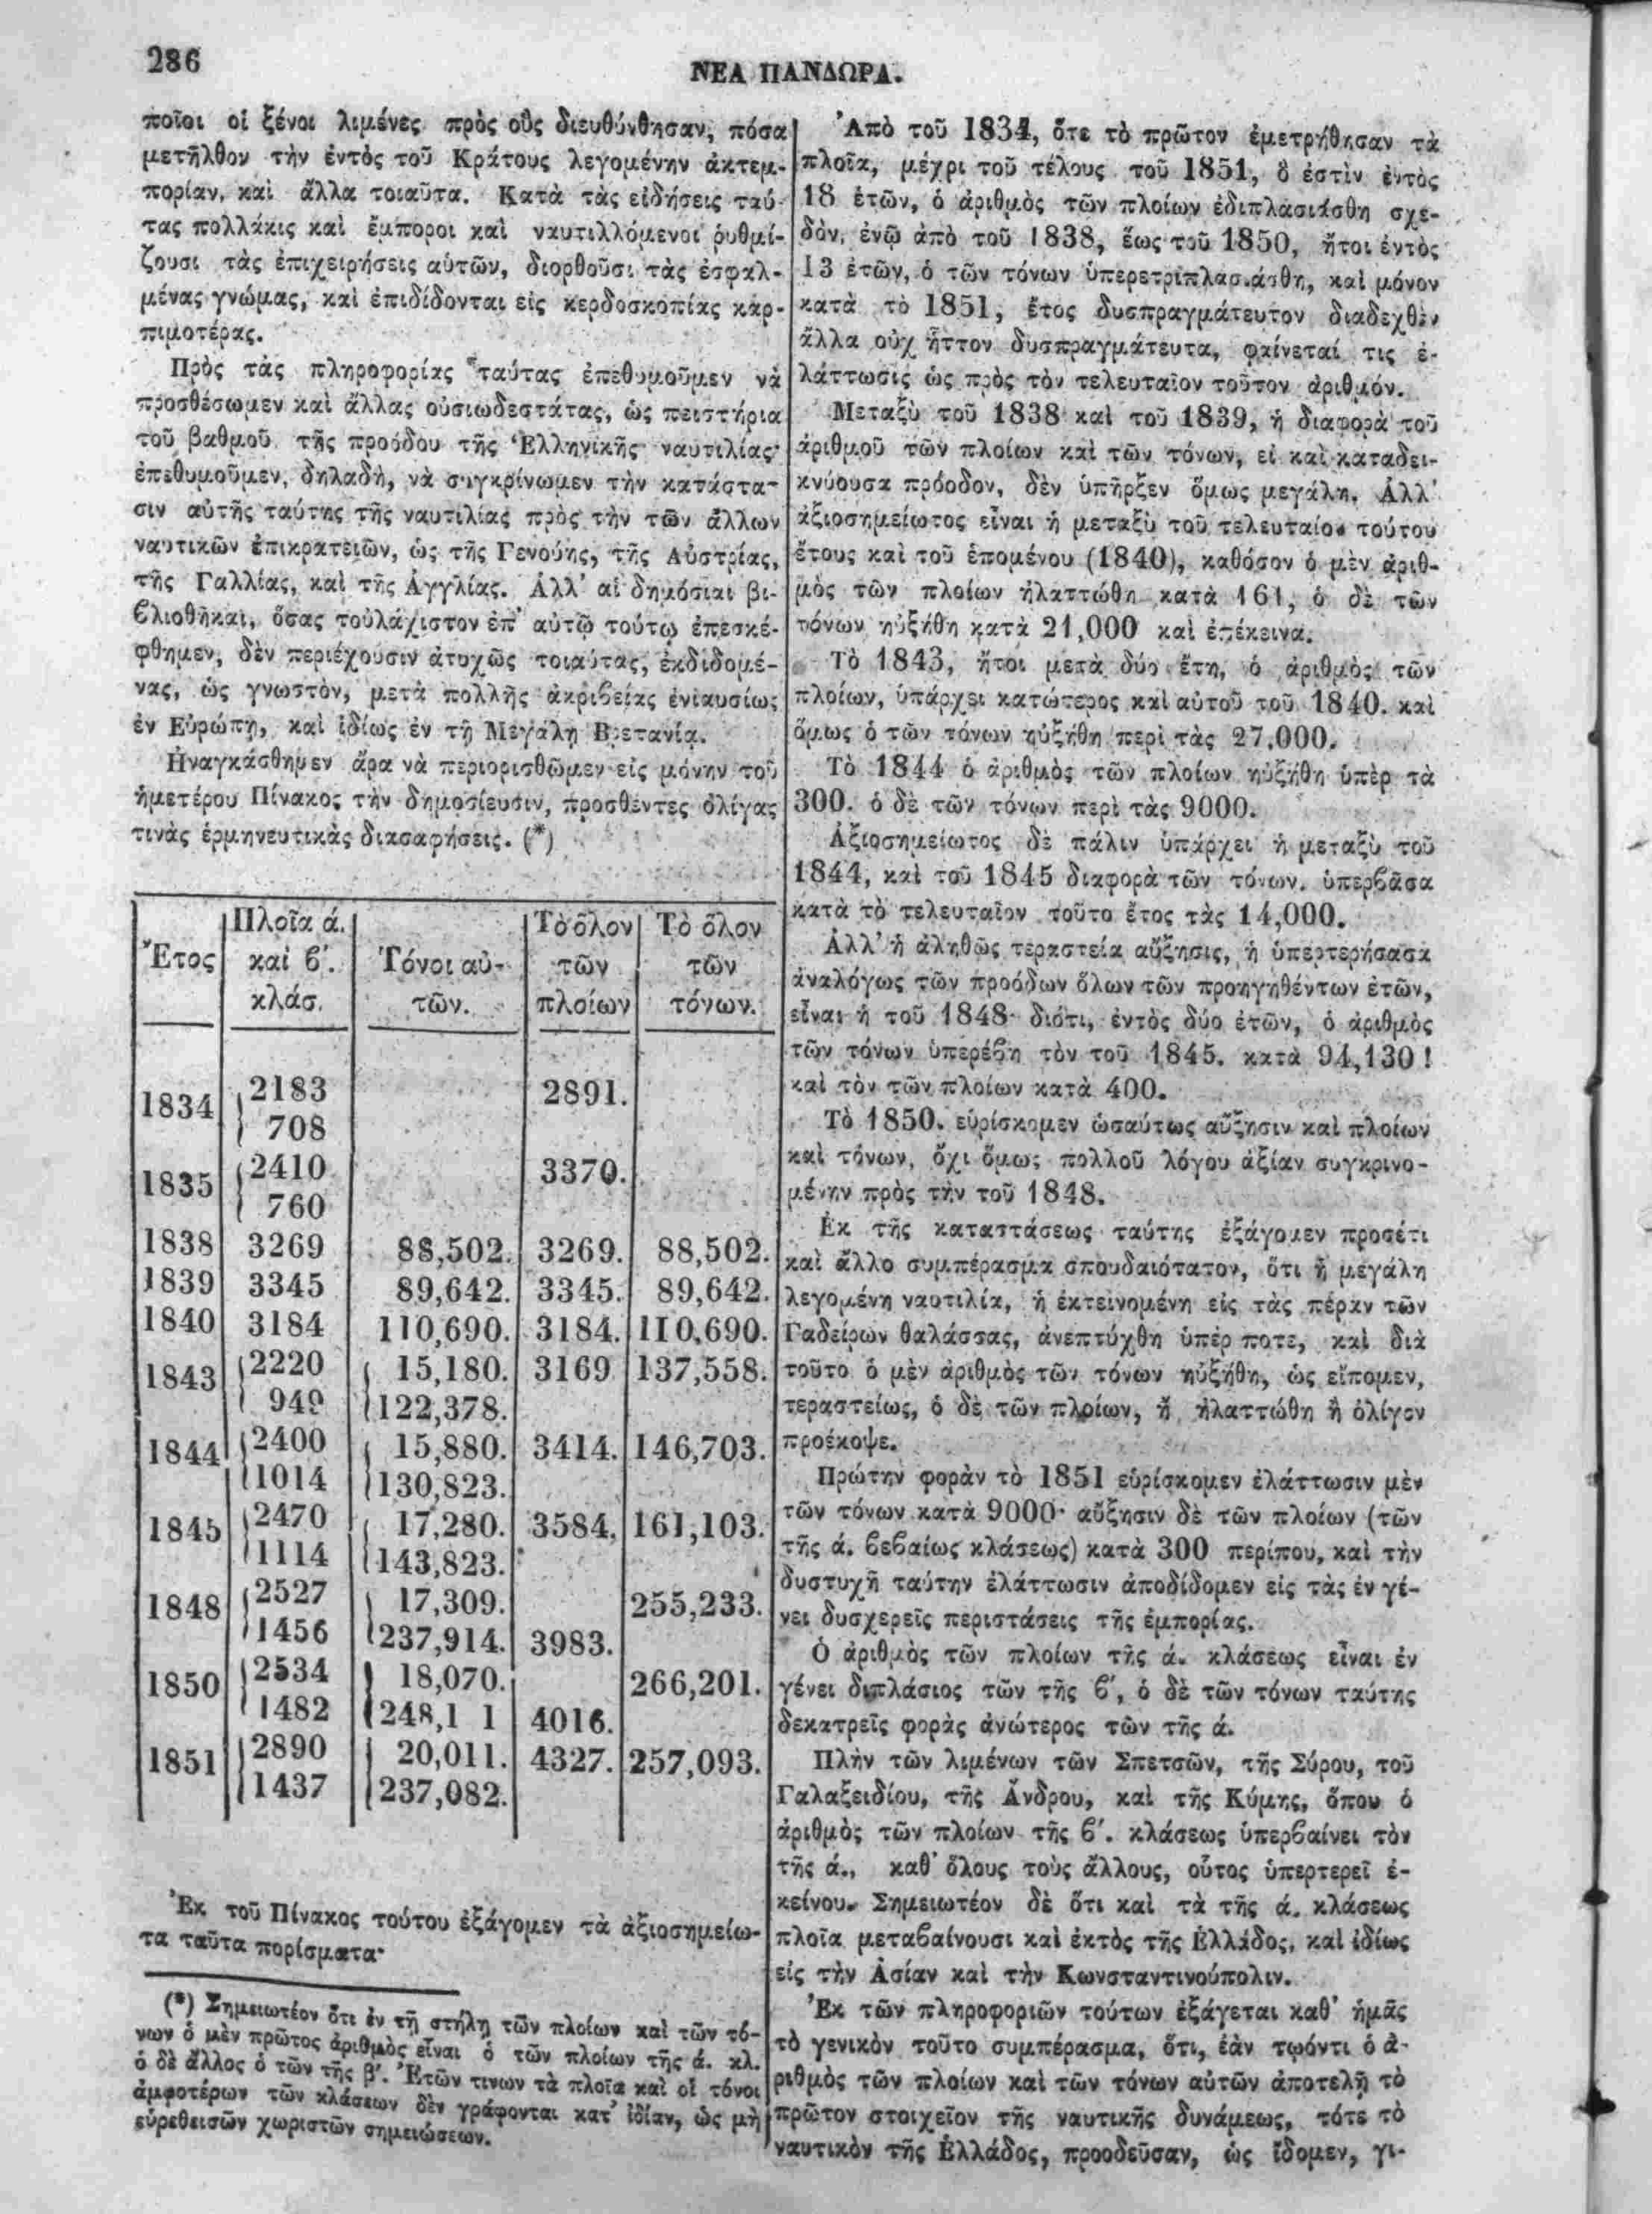 286
ΝΕΑ ΠΑΝΔΩΡΑ.
ποῖοι οἱ ξένοι λιμένες πρὸς οὓς διευθύνθησαν, πόσα
μετῆλθον τὴν ἐντὸς τοῦ Κράτους λεγομένην ἀκτεμ-
πορίαν, καὶ ἄλλα τοιαῦτα. Κατὰ τὰς εἰδήσεις ταύ-
τας πολλάκις καὶ ἔμποροι καὶ ναυτιλλόμενοι ῥυθμί-
ζουσι τὰς ἐπιχειρήσεις αὑτῶν, διορθοῦσι τὰς ἐσφαλ-
μένας γνώμας, καὶ ἐπιδίδονται εἰς κερδοσκοπίας καρ-
πιμοτέρας.
Πρὸς τὰς πληροφορίας ταύτας ἐπεθυμοῦμεν νὰ
προσθέσωμεν καὶ ἄλλας οὐσιωδεστάτας, ὡς πειστήρια
τοῦ βαθμοῦ τῆς προόδου τῆς Ἑλληνικῆς ναυτιλίας·
ἐπεθυμοῦμεν, δηλαδὴ, νὰ συγκρίνωμεν τὴν κατάστα-
σιν αὐτῆς ταύτης τῆς ναυτιλίας πρὸς τὴν τῶν ἄλλων
ναυτικῶν ἐπικρατειῶν, ὡς τῆς Γενούης, τῆς Αὐστρίας,
τῆς Γαλλίας, καὶ τῆς Ἀγγλίας. Ἀλλ' αἱ δημόσιαι βι-
βλιοθῆκαι, ὅσας τοὐλάχιστον ἐπ' αὐτῷ τούτῳ ἐπεσκέ-
φθημεν, δὲν περιέχουσιν ἀτυχῶς τοιαύτας, ἐκδιδομέ-
νας, ὡς γνωστὸν, μετὰ πολλῆς ἀκριβείας ἐνιαυσίως
ἐν Εὐρώπῃ, καὶ ἰδίως ἐν τῇ Μεγάλῃ Βρετανίᾳ.
Ἠναγκάσθημεν ἄρα νὰ περιορισθῶμεν εἰς μόνην τοῦ
ἡμετέρου Πίνακος τὴν δημοσίευσιν, προσθέντες ὀλίγας
τινὰς ἑρμηνευτικὰς διασαφήσεις. (*)
Ἔτος | Πλοῖα ά. καὶ β'. κλάσ. | Τόνοι αὐ-τῶν. | Τὸ ὅλον τῶν πλοίων | Τὸ ὅλον τῶν τόνων.
1834 2183 2891.
708
1835 2410 3370.
760
1838 3269 88,502. 3269. 88,502.
1839 3345 89,642. 3345. 89,642.
1840 3184 110,690. 3184. 110,690.
1843 2220 15,180. 3169 137,558.
949 122,378.
1844 2400 15,880. 3414. 146,703.
1014 130,823.
1845 2470 17,280. 3584. 161,103.
1114 143,823.
1848 2527 17,309. 255,233.
1456 237,914. 3983.
1850 2534 18,070. 266,201.
1482 248,1 1 4016.
1851 2890 20,011. 4327. 257,093.
1437 237,082.
Ἐκ τοῦ Πίνακος τούτου ἐξάγομεν τὰ ἀξιοσημείω-
τα ταῦτα πορίσματα·
(*) Σημειωτέον ὅτι ἐν τῇ στήλῃ τῶν πλοίων καὶ τῶν τό-
νων ὁ μὲν πρῶτος ἀριθμὸς εἶναι ὁ τῶν πλοίων τῆς ά. κλ.
ὁ δὲ ἄλλος ὁ τῶν τῆς β'. Ἐτῶν τινων τὰ πλοῖα καὶ οἱ τόνοι
ἀμφοτέρων τῶν κλάσεων δὲν γράφονται κατ' ἰδίαν, ὡς μὴ
εὑρεθεισῶν χωριστῶν σημειώσεων.
Ἀπὸ τοῦ 1834, ὅτε τὸ πρῶτον ἐμετρήθησαν τὰ
πλοῖα, μέχρι τοῦ τέλους τοῦ 1851, ὅ ἐστὶν ἐντὸς
18 ἐτῶν, ὁ ἀριθμὸς τῶν πλοίων ἐδιπλασιάσθη σχε-
δὸν, ἐνῷ ἀπὸ τοῦ 1838, ἕως τοῦ 1850, ἤτοι ἐντὸς
13 ἐτῶν, ὁ τῶν τόνων ὑπερετριπλασιάσθη, καὶ μόνον
κατὰ τὸ 1851, ἔτος δυσπραγμάτευτον διαδεχθὲν
ἄλλα οὐχ ἧττον δυσπραγμάτευτα, φαίνεταί τις ἐ-
λάττωσις ὡς πρὸς τὸν τελευταῖον τοῦτον ἀριθμόν.
Μεταξὺ τοῦ 1838 καὶ τοῦ 1839, ἡ διαφορὰ τοῦ
ἀριθμοῦ τῶν πλοίων καὶ τῶν τόνων, εἰ καὶ καταδει-
κνύουσα πρόοδον, δὲν ὑπῆρξεν ὅμως μεγάλη. Ἀλλ'
ἀξιοσημείωτος εἶναι ἡ μεταξὺ τοῦ τελευταίου τούτου
ἔτους καὶ τοῦ ἑπομένου (1840), καθόσον ὁ μὲν ἀριθ-
μὸς τῶν πλοίων ἠλαττώθη κατὰ 161, ὁ δὲ τῶν
τόνων ηὐξήθη κατὰ 21,000 καὶ ἐπέκεινα.
Τὸ 1843, ἤτοι μετὰ δύο ἔτη, ὁ ἀριθμὸς τῶν
πλοίων, ὑπάρχει κατώτερος καὶ αὐτοῦ τοῦ 1840. καὶ
ὅμως ὁ τῶν τόνων ηὐξήθη περὶ τὰς 27,000.
Τὸ 1844 ὁ ἀριθμὸς τῶν πλοίων ηὐξήθη ὑπὲρ τὰ
300. ὁ δὲ τῶν τόνων περὶ τὰς 9000.
Ἀξιοσημείωτος δὲ πάλιν ὑπάρχει ἡ μεταξὺ τοῦ
1844, καὶ τοῦ 1845 διαφορὰ τῶν τόνων, ὑπερβᾶσα
κατὰ τὸ τελευταῖον τοῦτο ἔτος τὰς 14,000.
Ἀλλ' ἡ ἀληθῶς τεραστεία αὔξησις, ἡ ὑπερτερήσασα
ἀναλόγως τῶν προόδων ὅλων τῶν προηγηθέντων ἐτῶν,
εἶναι ἡ τοῦ 1848· διότι, ἐντὸς δύο ἐτῶν, ὁ ἀριθμὸς
τῶν τόνων ὑπερέβη τὸν τοῦ 1845. κατὰ 94,130!
καὶ τὸν τῶν πλοίων κατὰ 400.
Τὸ 1850. εὑρίσκομεν ὡσαύτως αὔξησιν καὶ πλοίων
καὶ τόνων, ὄχι ὅμως πολλοῦ λόγου ἀξίαν συγκρινο-
μένην πρὸς τὴν τοῦ 1848.
Ἐκ τῆς καταστάσεως ταύτης ἐξάγομεν προσέτι
καὶ ἄλλο συμπέρασμα σπουδαιότατον, ὅτι ἡ μεγάλη
λεγομένη ναυτιλία, ἡ ἐκτεινομένη εἰς τὰς πέραν τῶν
Γαδείρων θαλάσσας, ἀνεπτύχθη ὑπέρ ποτε, καὶ διὰ
τοῦτο ὁ μὲν ἀριθμὸς τῶν τόνων ηὐξήθη, ὡς εἴπομεν,
τεραστείως, ὁ δὲ τῶν πλοίων, ἢ ἠλαττώθη ἢ ὀλίγον
προέκοψε.
Πρώτην φορὰν τὸ 1851 εὑρίσκομεν ἐλάττωσιν μὲν
τῶν τόνων κατὰ 9000· αὔξησιν δὲ τῶν πλοίων (τῶν
τῆς ά. βεβαίως κλάσεως) κατὰ 300 περίπου, καὶ τὴν
δυστυχῆ ταύτην ἐλάττωσιν ἀποδίδομεν εἰς τὰς ἐν γέ-
νει δυσχερεῖς περιστάσεις τῆς ἐμπορίας.
Ὁ ἀριθμὸς τῶν πλοίων τῆς ά. κλάσεως εἶναι ἐν
γένει διπλάσιος τῶν τῆς β', ὁ δὲ τῶν τόνων ταύτης
δεκατρεῖς φορὰς ἀνώτερος τῶν τῆς ά.
Πλὴν τῶν λιμένων τῶν Σπετσῶν, τῆς Σύρου, τοῦ
Γαλαξειδίου, τῆς Ἄνδρου, καὶ τῆς Κύμης, ὅπου ὁ
ἀριθμὸς τῶν πλοίων τῆς β'. κλάσεως ὑπερβαίνει τὸν
τῆς ά., καθ' ὅλους τοὺς ἄλλους, οὗτος ὑπερτερεῖ ἐ-
κείνου. Σημειωτέον δὲ ὅτι καὶ τὰ τῆς ά. κλάσεως
πλοῖα μεταβαίνουσι καὶ ἐκτὸς τῆς Ἑλλάδος, καὶ ἰδίως
εἰς τὴν Ἀσίαν καὶ τὴν Κωνσταντινούπολιν.
Ἐκ τῶν πληροφοριῶν τούτων ἐξάγεται καθ' ἡμᾶς
τὸ γενικὸν τοῦτο συμπέρασμα, ὅτι, ἐὰν τῳόντι ὁ ἀ-
ριθμὸς τῶν πλοίων καὶ τῶν τόνων αὐτῶν ἀποτελῇ τὸ
πρῶτον στοιχεῖον τῆς ναυτικῆς δυνάμεως, τότε τὸ
ναυτικὸν τῆς Ἑλλάδος, προοδεῦσαν, ὡς ἴδομεν, γι-